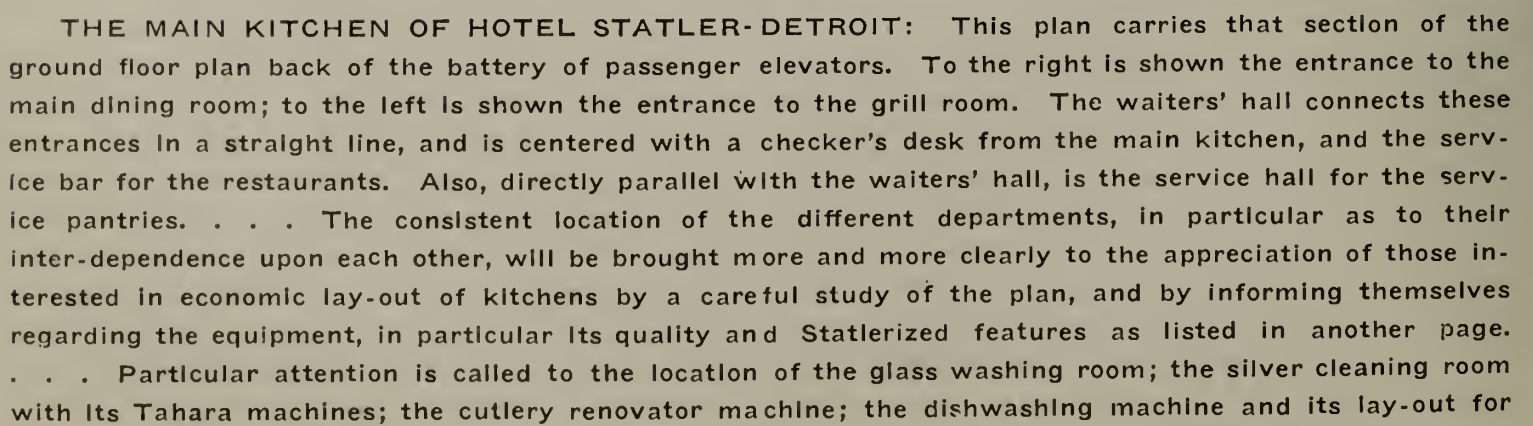 THE MAIN KITCHEN OF HOTEL STATLER-DETROIT: This plan carries that section of the
ground floor plan back of the battery of passenger elevators. To the right is shown the entrance to the
main dining room; to the left is shown the entrance to the grill room. The waiters' hall connects these
entrances in a straight line, and is centered with a checker's desk from the main kitchen, and the serv-
ice bar for the restaurants. Also, directly parallel with the waiters' hall, is the service hall for the serv-
ice pantries. . . . The consistent location of the different departments, in particular as to their
inter-dependence upon each other, will be brought more and more clearly to the appreciation of those in-
terested in economic lay-out of kitchens by a careful study of the plan, and by informing themselves
regarding the equipment, in particular its quality and Statlerized features as listed in another page.
. . . Particular attention is called to the location of the glass washing room; the silver cleaning room
with its Tahara machines; the cutlery renovator machine; the dishwashing machine and its lay-out for